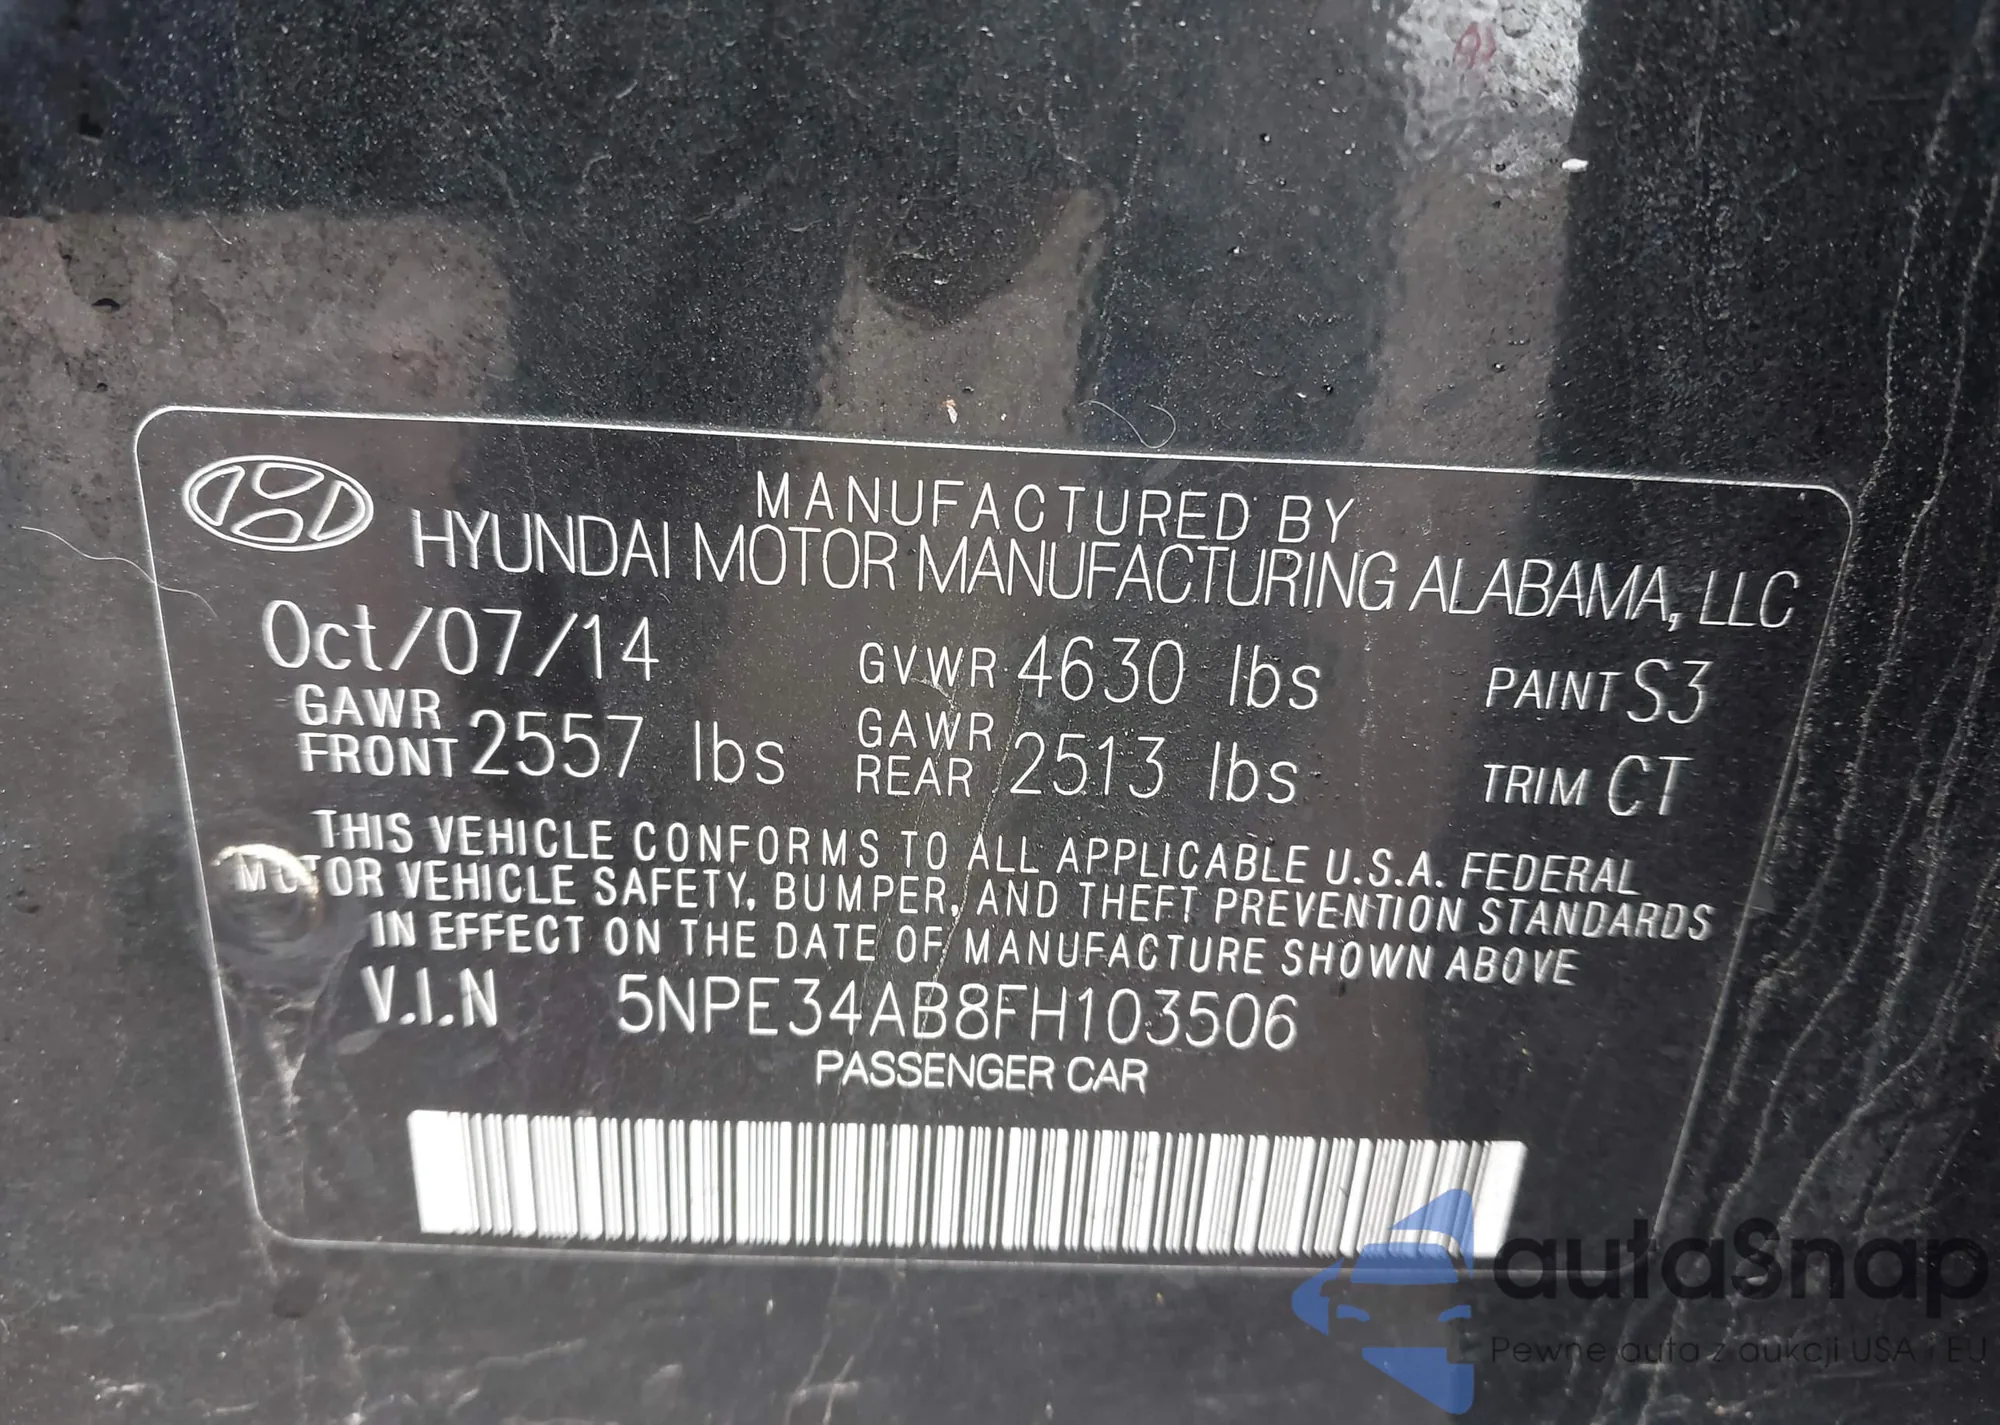 MANUFACTURED BY
HYUNDAI MOTOR MANUFACTURING ALABAMA, LLC
Oct/07/14 GVWR 4630 lbs PAINT S3
GAWR FRONT 2557 lbs GAWR REAR 2513 lbs TRIM CT
THIS VEHICLE CONFORMS TO ALL APPLICABLE U.S.A. FEDERAL
MOTOR VEHICLE SAFETY, BUMPER, AND THEFT PREVENTION STANDARDS
IN EFFECT ON THE DATE OF MANUFACTURE SHOWN ABOVE
V.I.N 5NPE34AB8FH103506
PASSENGER CAR
autaSnap
Pewne auta z aukcji USA i EU